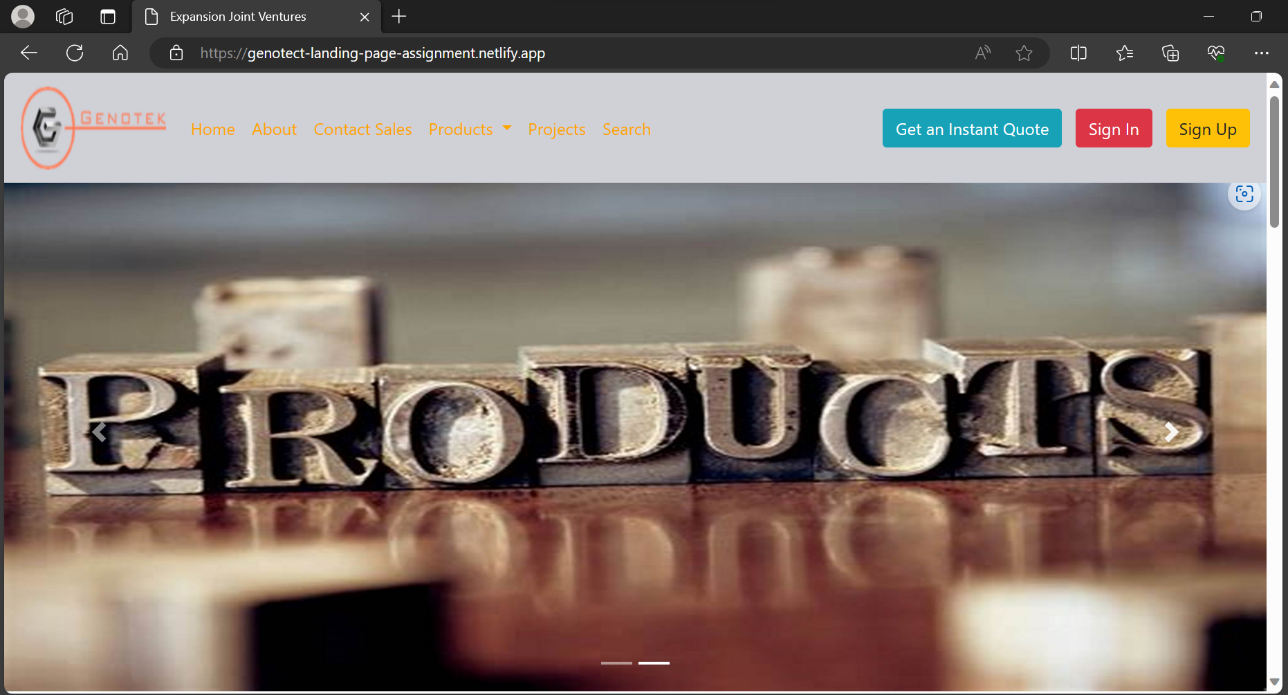 Expansion Joint Ventures
https://genotect-landing-page-assignment.netlify.app
GENOTEK
Home About Contact Sales Products Projects Search
Get an Instant Quote Sign In Sign Up
PRODUCTS